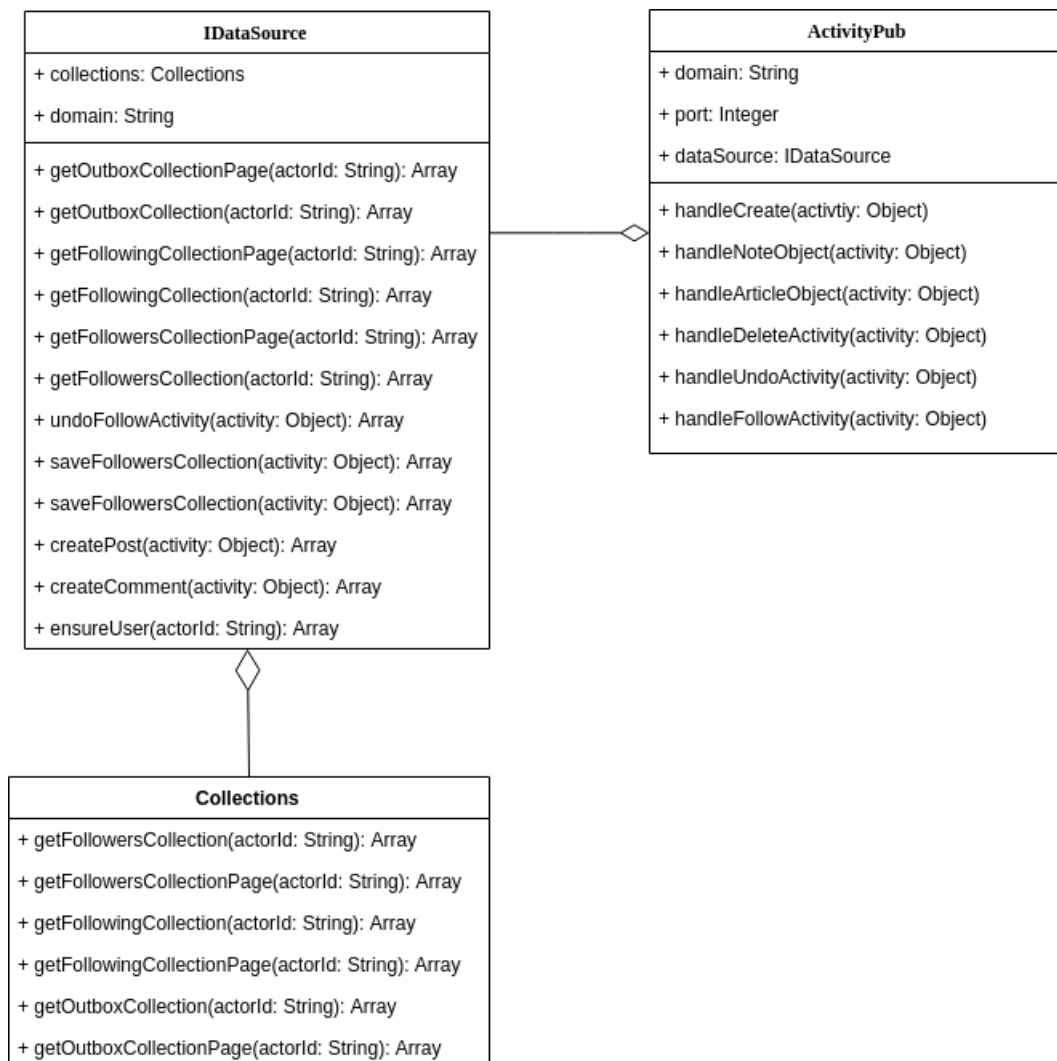 IDataSource
+ collections: Collections
+ domain: String
+ getOutboxCollectionPage(actorId: String): Array
+ getOutboxCollection(actorId: String): Array
+ getFollowingCollectionPage(actorId: String): Array
+ getFollowingCollection(actorId: String): Array
+ getFollowersCollectionPage(actorId: String): Array
+ getFollowersCollection(actorId: String): Array
+ undoFollowActivity(activity: Object): Array
+ saveFollowersCollection(activity: Object): Array
+ saveFollowersCollection(activity: Object): Array
+ createPost(activity: Object): Array
+ createComment(activity: Object): Array
+ ensureUser(actorId: String): Array
ActivityPub
+ domain: String
+ port: Integer
+ dataSource: IDataSource
+ handleCreate(activtiy: Object)
+ handleNoteObject(activity: Object)
+ handleArticleObject(activity: Object)
+ handleDeleteActivity(activity: Object)
+ handleUndoActivity(activity: Object)
+ handleFollowActivity(activity: Object)
Collections
+ getFollowersCollection(actorId: String): Array
+ getFollowersCollectionPage(actorId: String): Array
+ getFollowingCollection(actorId: String): Array
+ getFollowingCollectionPage(actorId: String): Array
+ getOutboxCollection(actorId: String): Array
+ getOutboxCollectionPage(actorId: String): Array